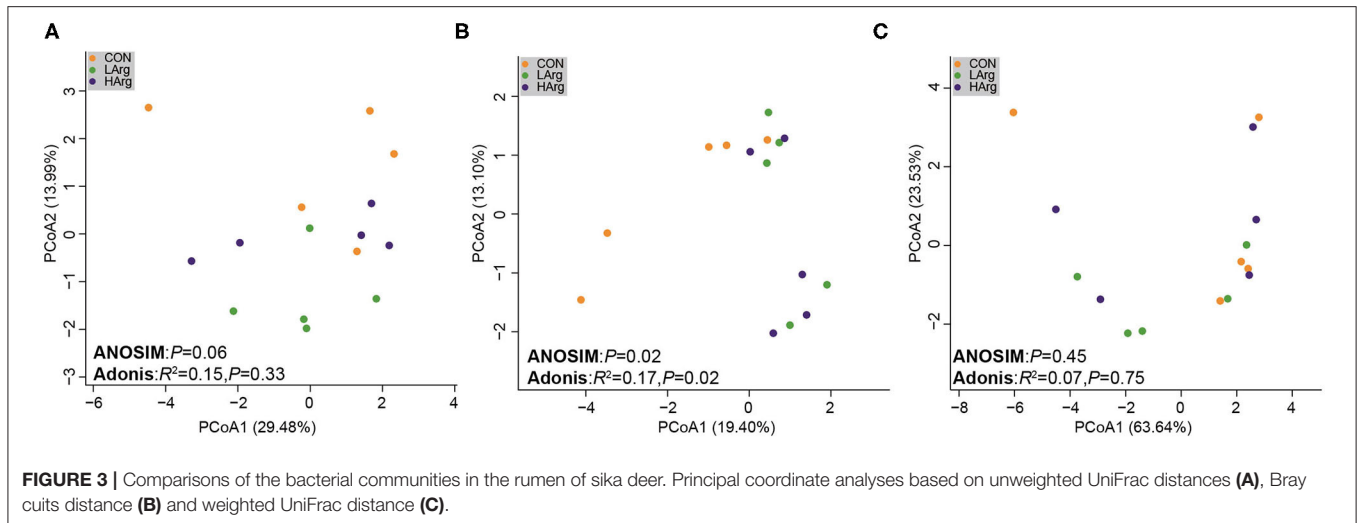 A
CON
LArg
HArg
3
2
1
0
−1
−2
−3
PCoA2 (13.99%)
ANOSIM:P=0.06
Adonis:R²=0.15,P=0.33
−6
−4
−2
0
2
4
PCoA1 (29.48%)
B
CON
LArg
HArg
2
1
0
−1
−2
PCoA2 (13.10%)
ANOSIM:P=0.02
Adonis:R²=0.17,P=0.02
−4
−2
0
2
PCoA1 (19.40%)
C
CON
LArg
HArg
4
2
0
−2
PCoA2 (23.53%)
ANOSIM:P=0.45
Adonis:R²=0.07,P=0.75
−8
−6
−4
−2
0
2
4
PCoA1 (63.64%)
FIGURE 3 | Comparisons of the bacterial communities in the rumen of sika deer. Principal coordinate analyses based on unweighted UniFrac distances (A), Bray
cuits distance (B) and weighted UniFrac distance (C).